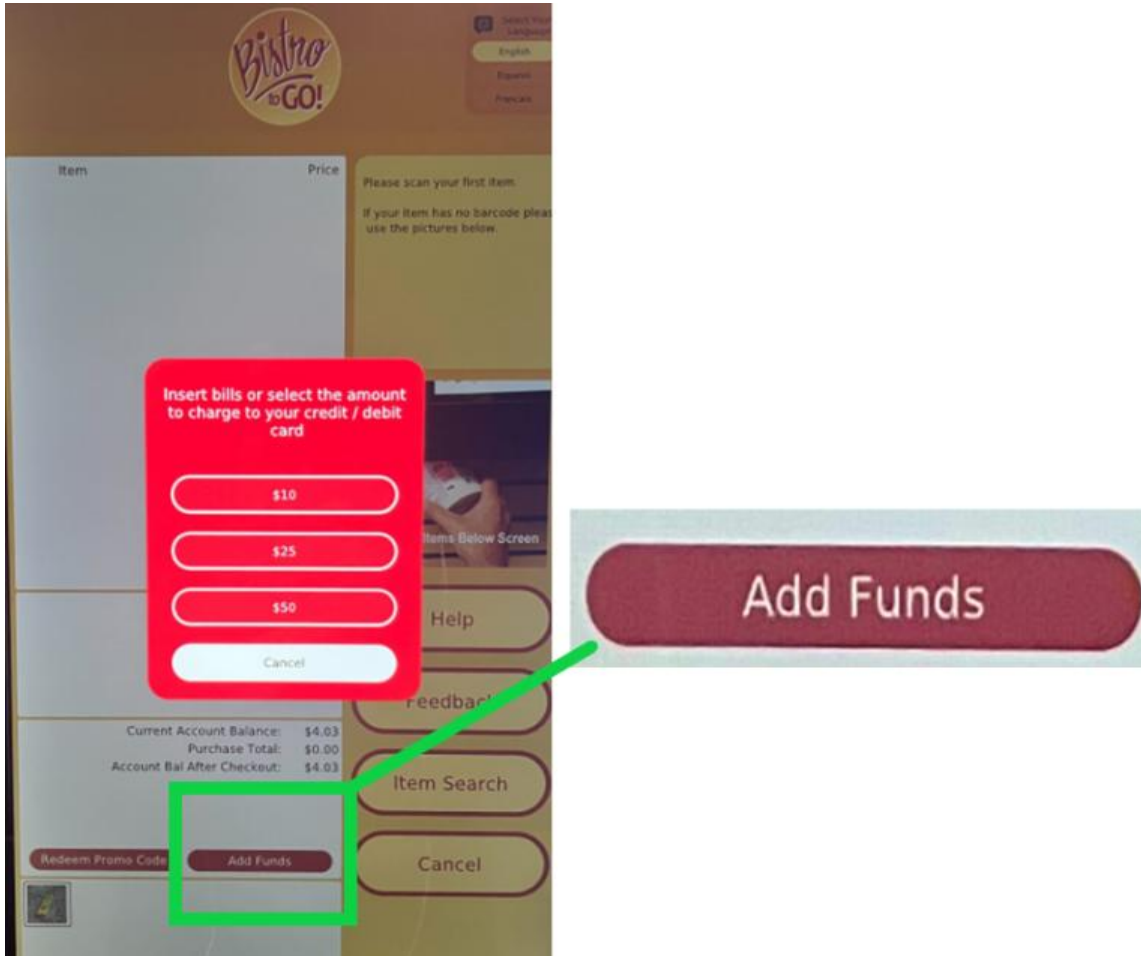 Bistro
to GO!
Select Your
Language
English
Español
Français
Item Price
Please scan your first item.
If your item has no barcode pleas
use the pictures below.
Insert bills or select the amount
to charge to your credit / debit
card
$10
$25
$50
Cancel
Items Below Screen
Help
Feedback
Item Search
Cancel
Current Account Balance: $4.03
Purchase Total: $0.00
Account Bal After Checkout: $4.03
Redeem Promo Code
Add Funds
Add Funds